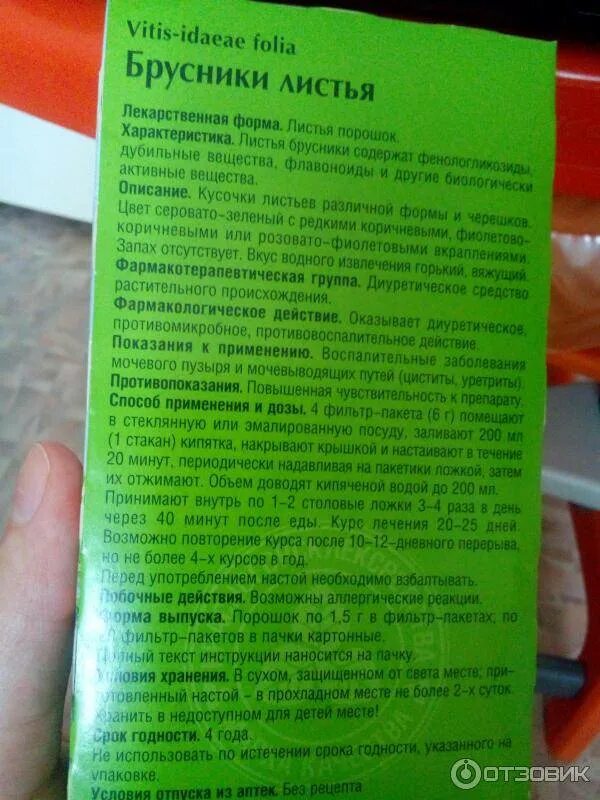 Vitis-idaeae folia
Брусники листья
Лекарственная форма. Листья порошок.
Характеристика. Листья брусники содержат фенологликозиды,
дубильные вещества, флавоноиды и другие биологически
активные вещества.
Описание. Кусочки листьев различной формы и черешков.
Цвет серовато-зеленый с редкими коричневыми, фиолетово-
коричневыми или розовато-фиолетовыми вкраплениями.
Запах отсутствует. Вкус водного извлечения горький, вяжущий.
Фармакотерапевтическая группа. Диуретическое средство
растительного происхождения.
Фармакологическое действие. Оказывает диуретическое,
противомикробное, противовоспалительное действие.
Показания к применению. Воспалительные заболевания
мочевого пузыря и мочевыводящих путей (циститы, уретриты).
Противопоказания. Повышенная чувствительность к препарату.
Способ применения и дозы. 4 фильтр-пакета (6 г) помещают
в стеклянную или эмалированную посуду, заливают 200 мл
(1 стакан) кипятка, накрывают крышкой и настаивают в течение
20 минут, периодически надавливая на пакетики ложкой, затем
их отжимают. Объем доводят кипяченой водой до 200 мл.
Принимают внутрь по 1-2 столовые ложки 3-4 раза в день
через 40 минут после еды. Курс лечения 20-25 дней.
Возможно повторение курса после 10-12-дневного перерыва,
но не более 4-х курсов в год.
Перед употреблением настой необходимо взбалтывать.
Побочные действия. Возможны аллергические реакции.
Форма выпуска. Порошок по 1,5 г в фильтр-пакетах; по
фильтр-пакетов в пачки картонные.
Полный текст инструкции наносится на пачку.
Условия хранения. В сухом, защищенном от света месте; при-
готовленный настой - в прохладном месте не более 2-х суток.
Хранить в недоступном для детей месте!
Срок годности. 4 года.
Не использовать по истечении срока годности, указанного на
упаковке.
Условия отпуска из аптек. Без рецепта
ОТЗОВИК